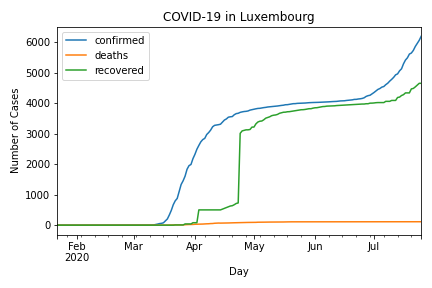 COVID-19 in Luxembourg
confirmed
deaths
recovered
Number of Cases
6000
5000
4000
3000
2000
1000
0
Feb
2020
Mar
Apr
May
Jun
Jul
Day